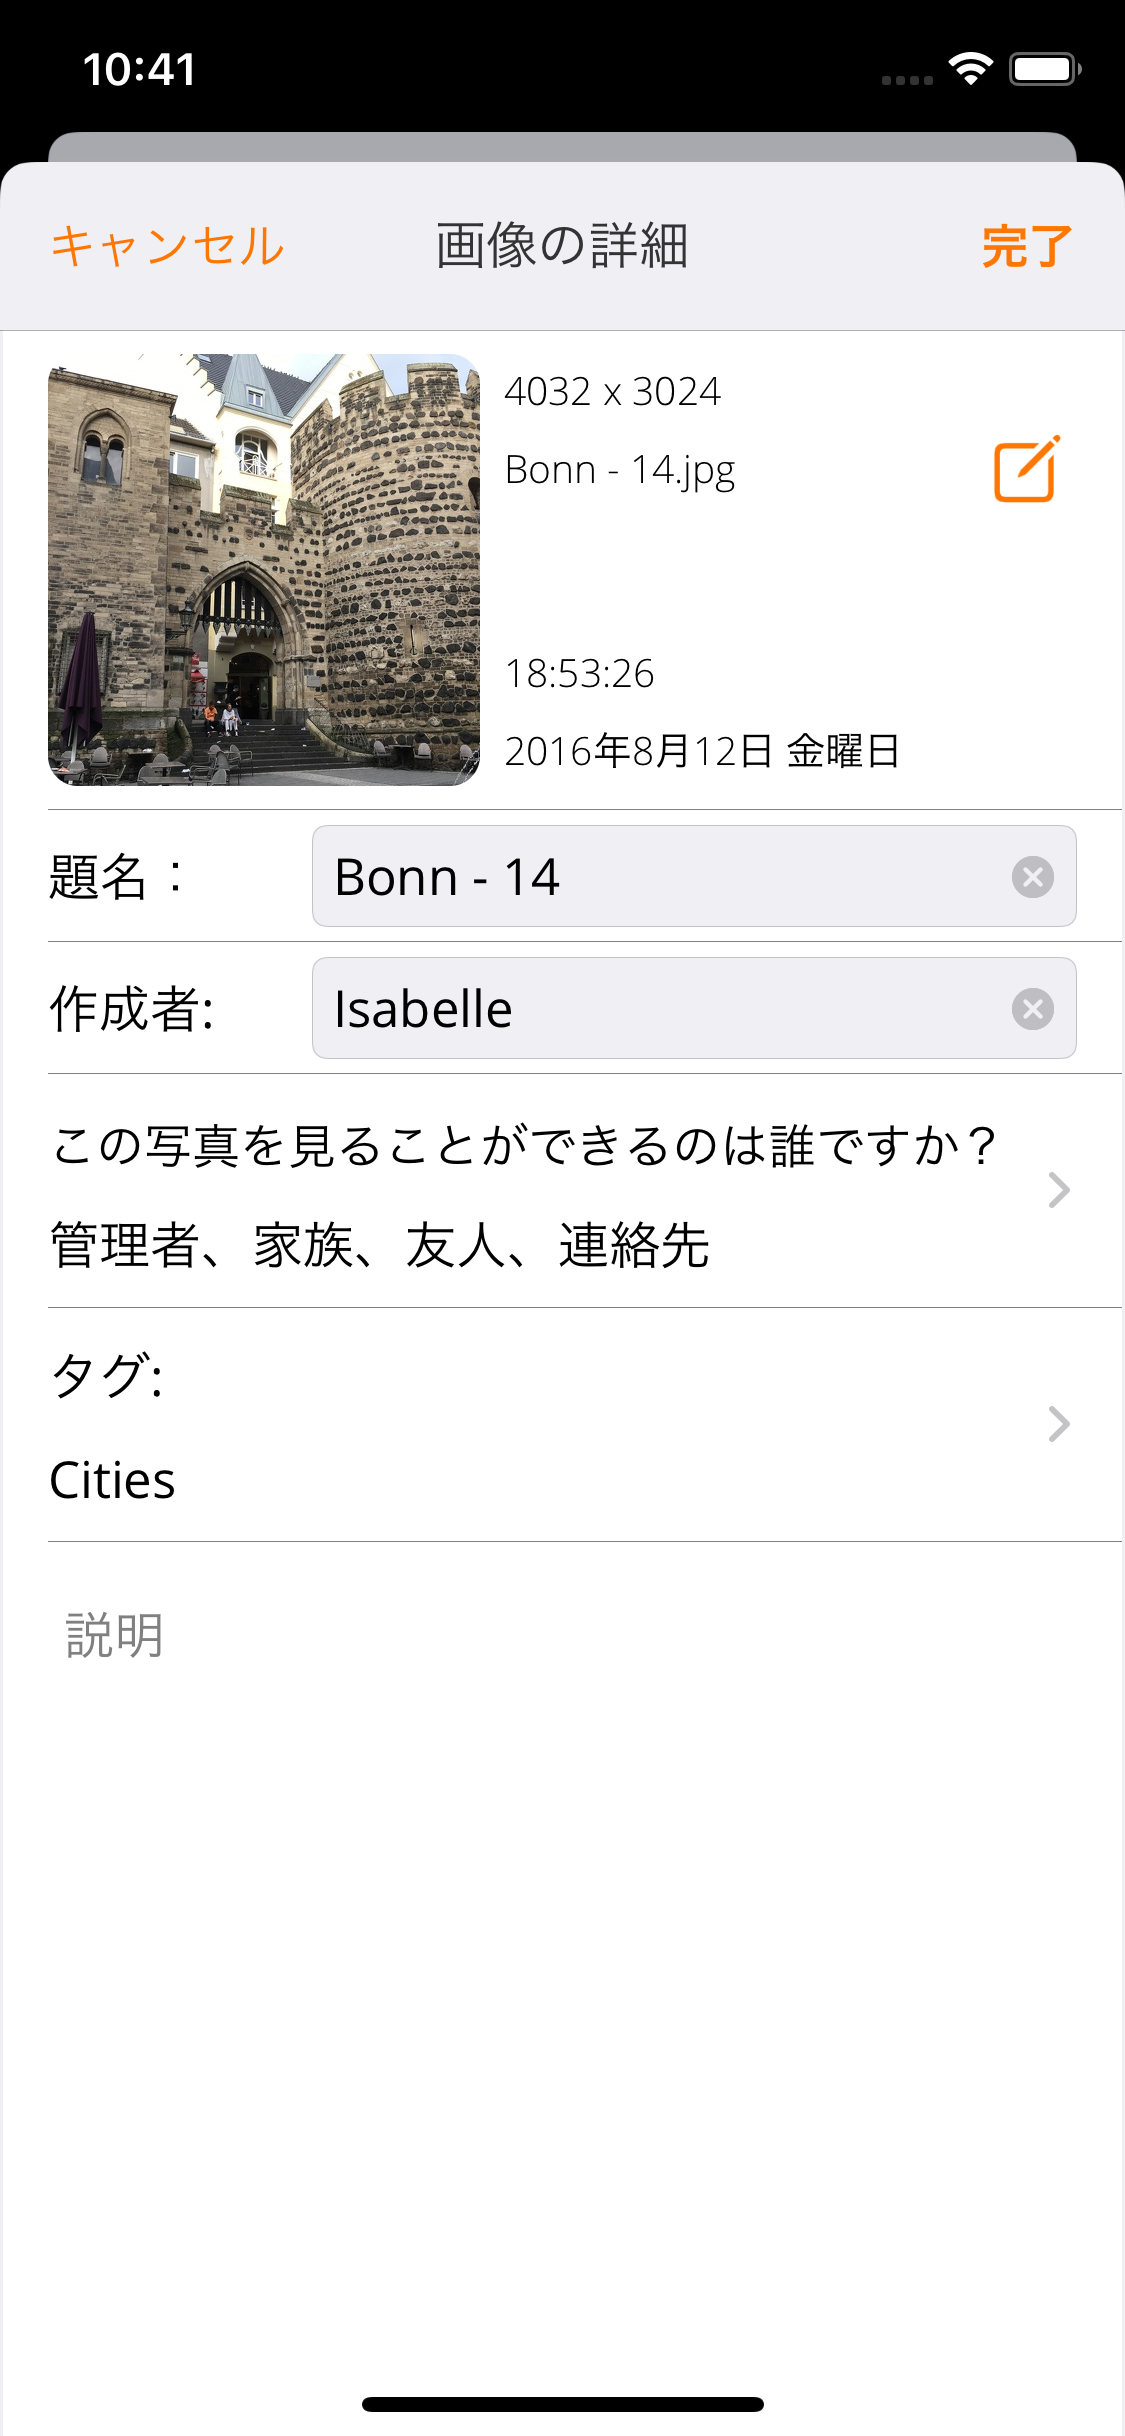 10:41
キャンセル 画像の詳細 完了
4032 x 3024
Bonn - 14.jpg
18:53:26
2016年8月12日 金曜日
題名： Bonn - 14
作成者: Isabelle
この写真を見ることができるのは誰ですか？
管理者、家族、友人、連絡先
タグ:
Cities
説明